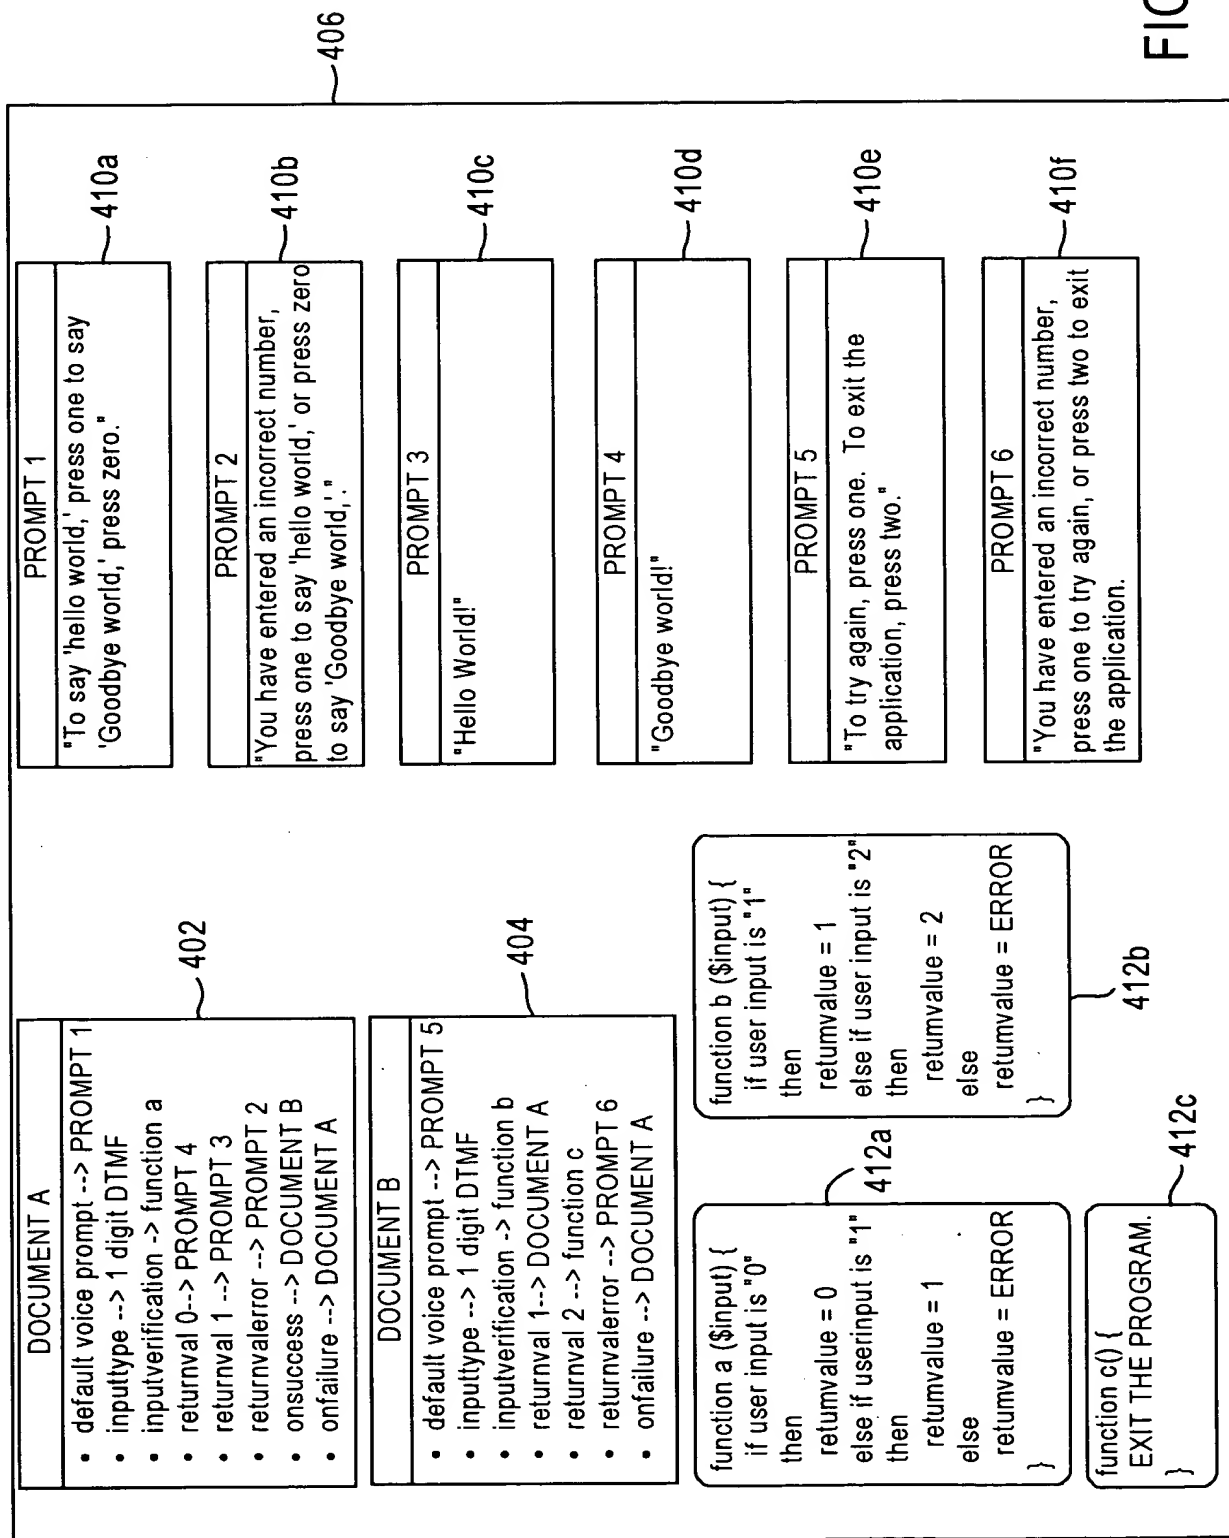 DOCUMENT A
• default voice prompt --> PROMPT 1
• inputtype --> 1 digit DTMF
• inputverification -> function a
• returnval 0--> PROMPT 4
• returnval 1 --> PROMPT 3
• returnvalerror --> PROMPT 2
• onsuccess --> DOCUMENT B
• onfailure --> DOCUMENT A
402
DOCUMENT B
• default voice prompt --> PROMPT 5
• inputtype --> 1 digit DTMF
• inputverification -> function b
• returnval 1--> DOCUMENT A
• returnval 2 --> function c
• returnvalerror --> PROMPT 6
• onfailure --> DOCUMENT A
404
function a ($input) {
if user input is "0"
then
returnvalue = 0
else if userinput is "1"
then
returnvalue = 1
else
returnvalue = ERROR
}
412a
function b ($input) {
if user input is "1"
then
returnvalue = 1
else if user input is "2"
then
returnvalue = 2
else
returnvalue = ERROR
}
412b
function c() {
EXIT THE PROGRAM.
}
412c
PROMPT 1
"To say 'hello world,' press one to say
'Goodbye world,' press zero."
410a
PROMPT 2
"You have entered an incorrect number,
press one to say 'hello world,' or press zero
to say 'Goodbye world,'."
410b
PROMPT 3
"Hello World!"
410c
PROMPT 4
"Goodbye world!"
410d
PROMPT 5
"To try again, press one. To exit the
application, press two."
410e
PROMPT 6
"You have entered an incorrect number,
press one to try again, or press two to exit
the application.
410f
406